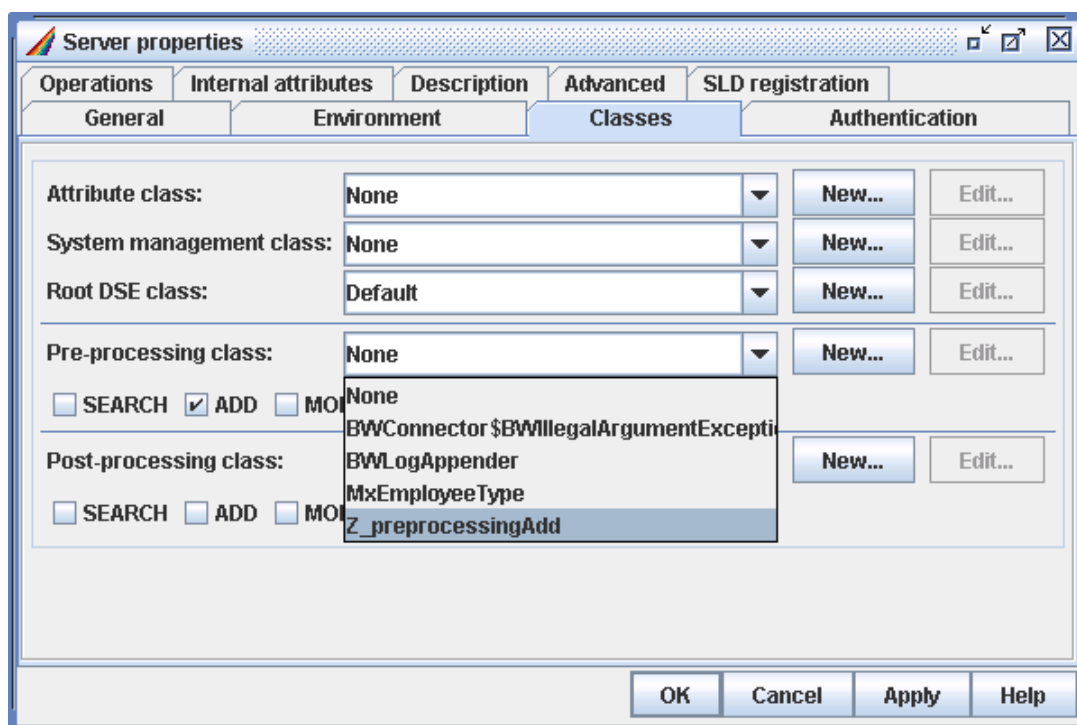 Server properties
Operations Internal attributes Description Advanced SLD registration
General Environment Classes Authentication
Attribute class: None New... Edit...
System management class: None New... Edit...
Root DSE class: Default New... Edit...
Pre-processing class: None New... Edit...
None
SEARCH ADD MO
BWConnector$BWIllegalArgumentExcepti
Post-processing class: BWLogAppender New... Edit...
MxEmployeeType
SEARCH ADD MO
Z_preprocessingAdd
OK Cancel Apply Help